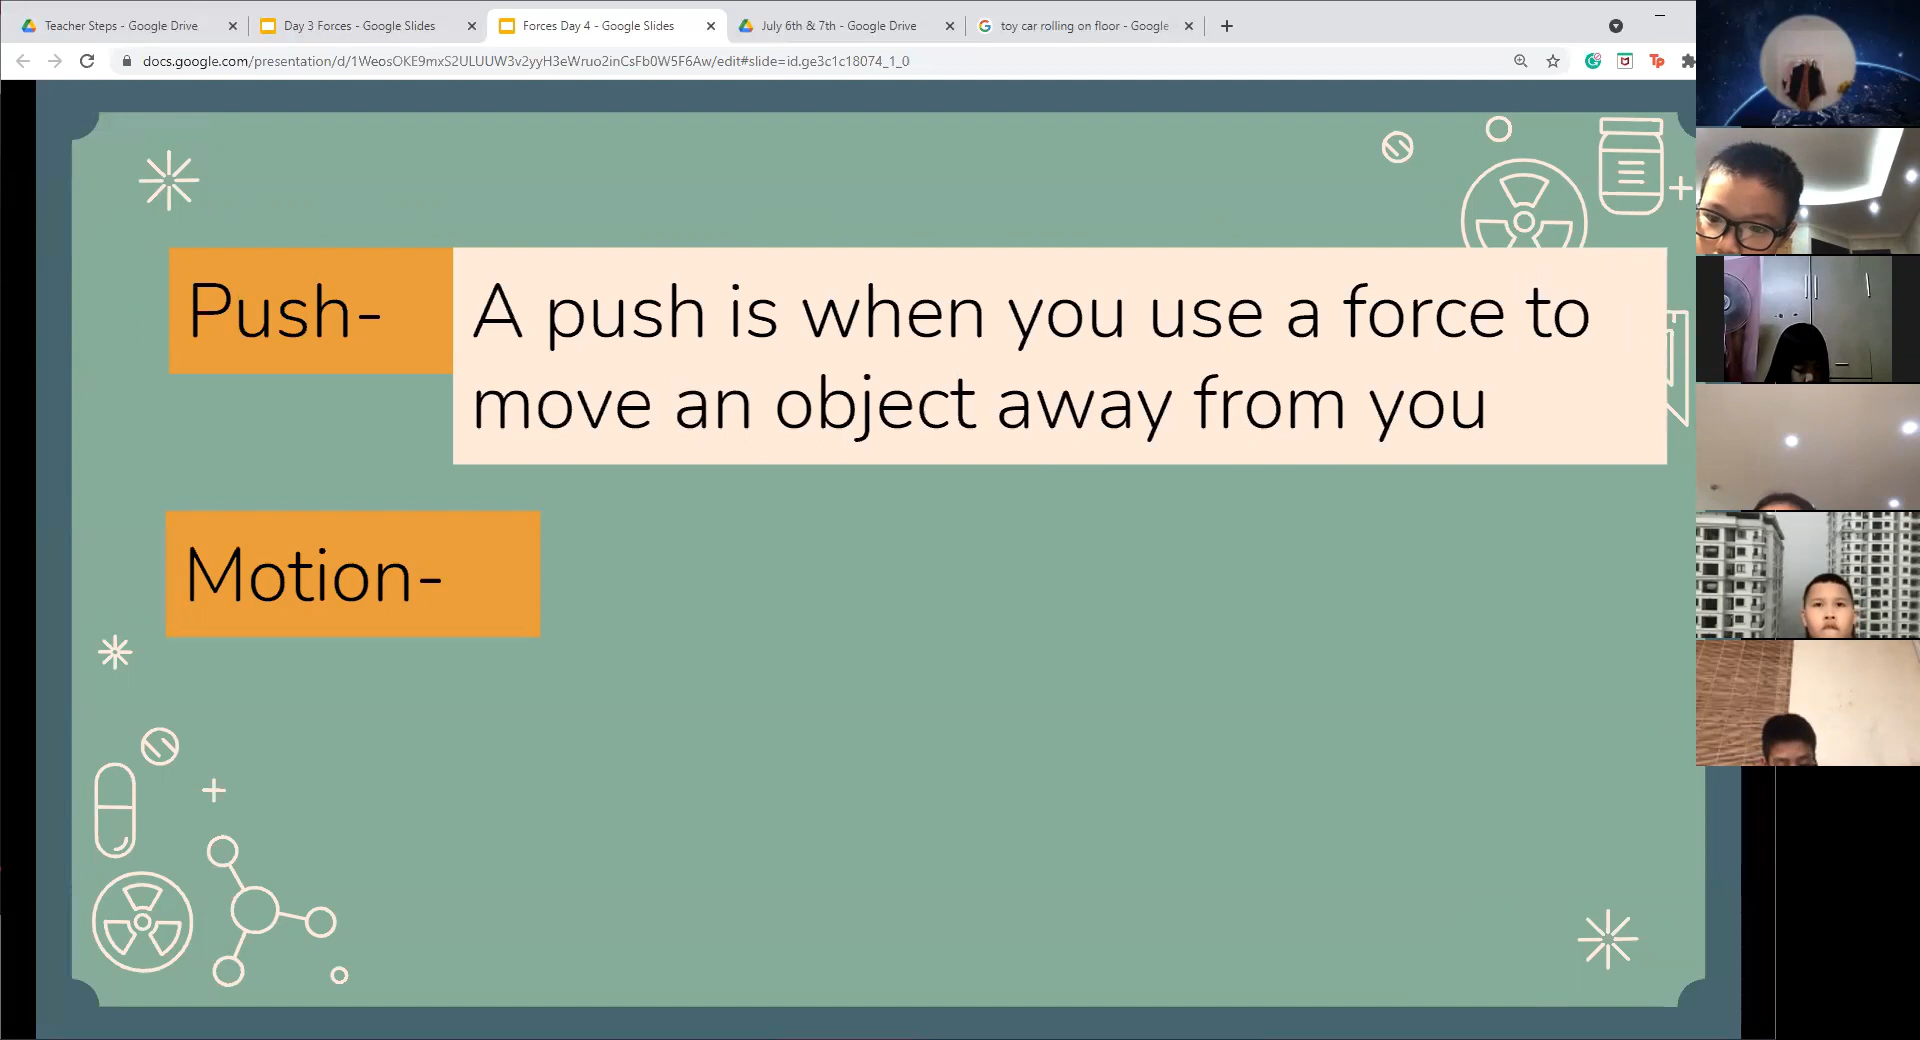 Teacher Steps - Google Drive
Day 3 Forces - Google Slides
Forces Day 4 - Google Slides
July 6th & 7th - Google Drive
toy car rolling on floor - Google
docs.google.com/presentation/d/1WeosOKE9mxS2ULUUW3v2yyH3eWruo2inCsFb0W5F6Aw/edit#slide=id.ge3c1c18074_1_0
Tp
Push-
A push is when you use a force to
move an object away from you
Motion-